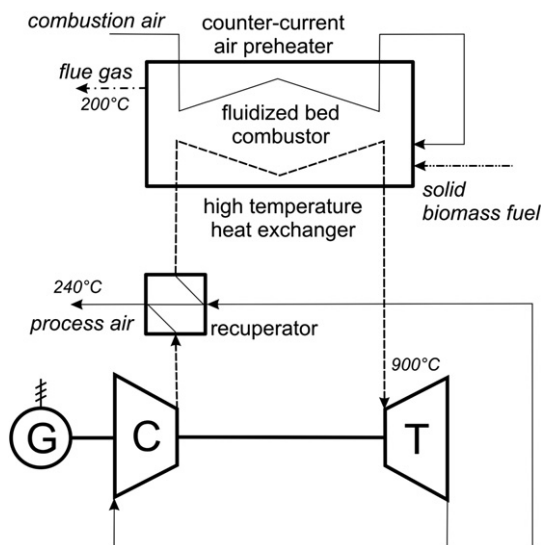 combustion air
counter-current
air preheater
flue gas
200°C
fluidized bed
combustor
solid
biomass fuel
high temperature
heat exchanger
240°C
process air
recuperator
900°C
G
C
T